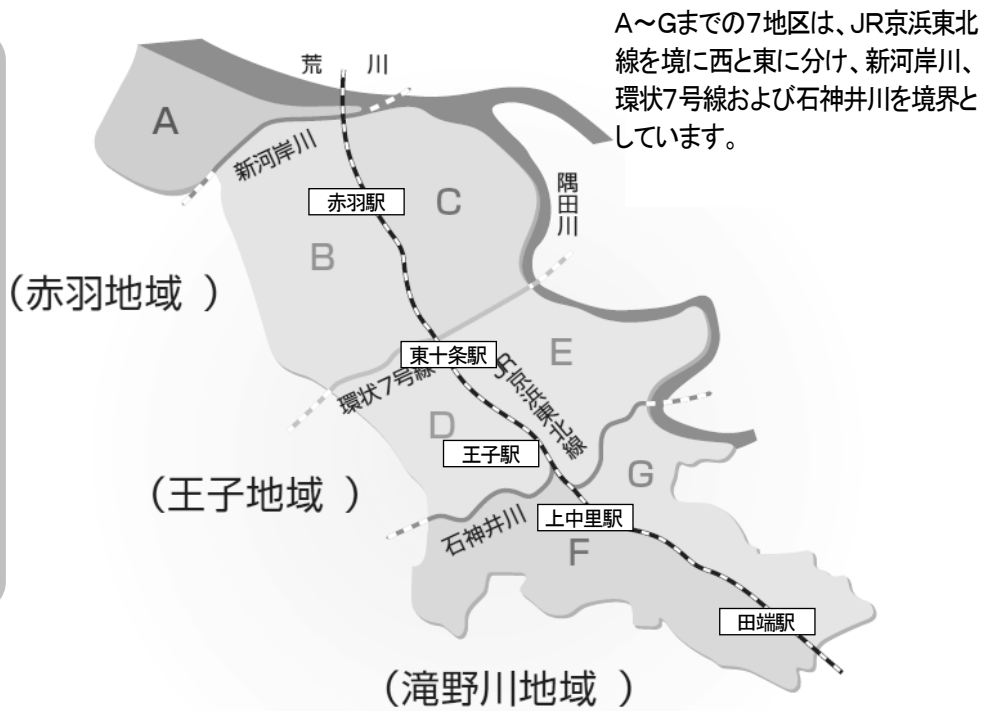 A～Gまでの7地区は、JR京浜東北
線を境に西と東に分け、新河岸川、
環状7号線および石神井川を境界と
しています。
荒川
A
新河岸川
赤羽駅
C
隅田川
B
（赤羽地域 ）
東十条駅
E
環状7号線
JR京浜東北線
D
王子駅
G
（王子地域 ）
石神井川
上中里駅
F
田端駅
（滝野川地域 ）